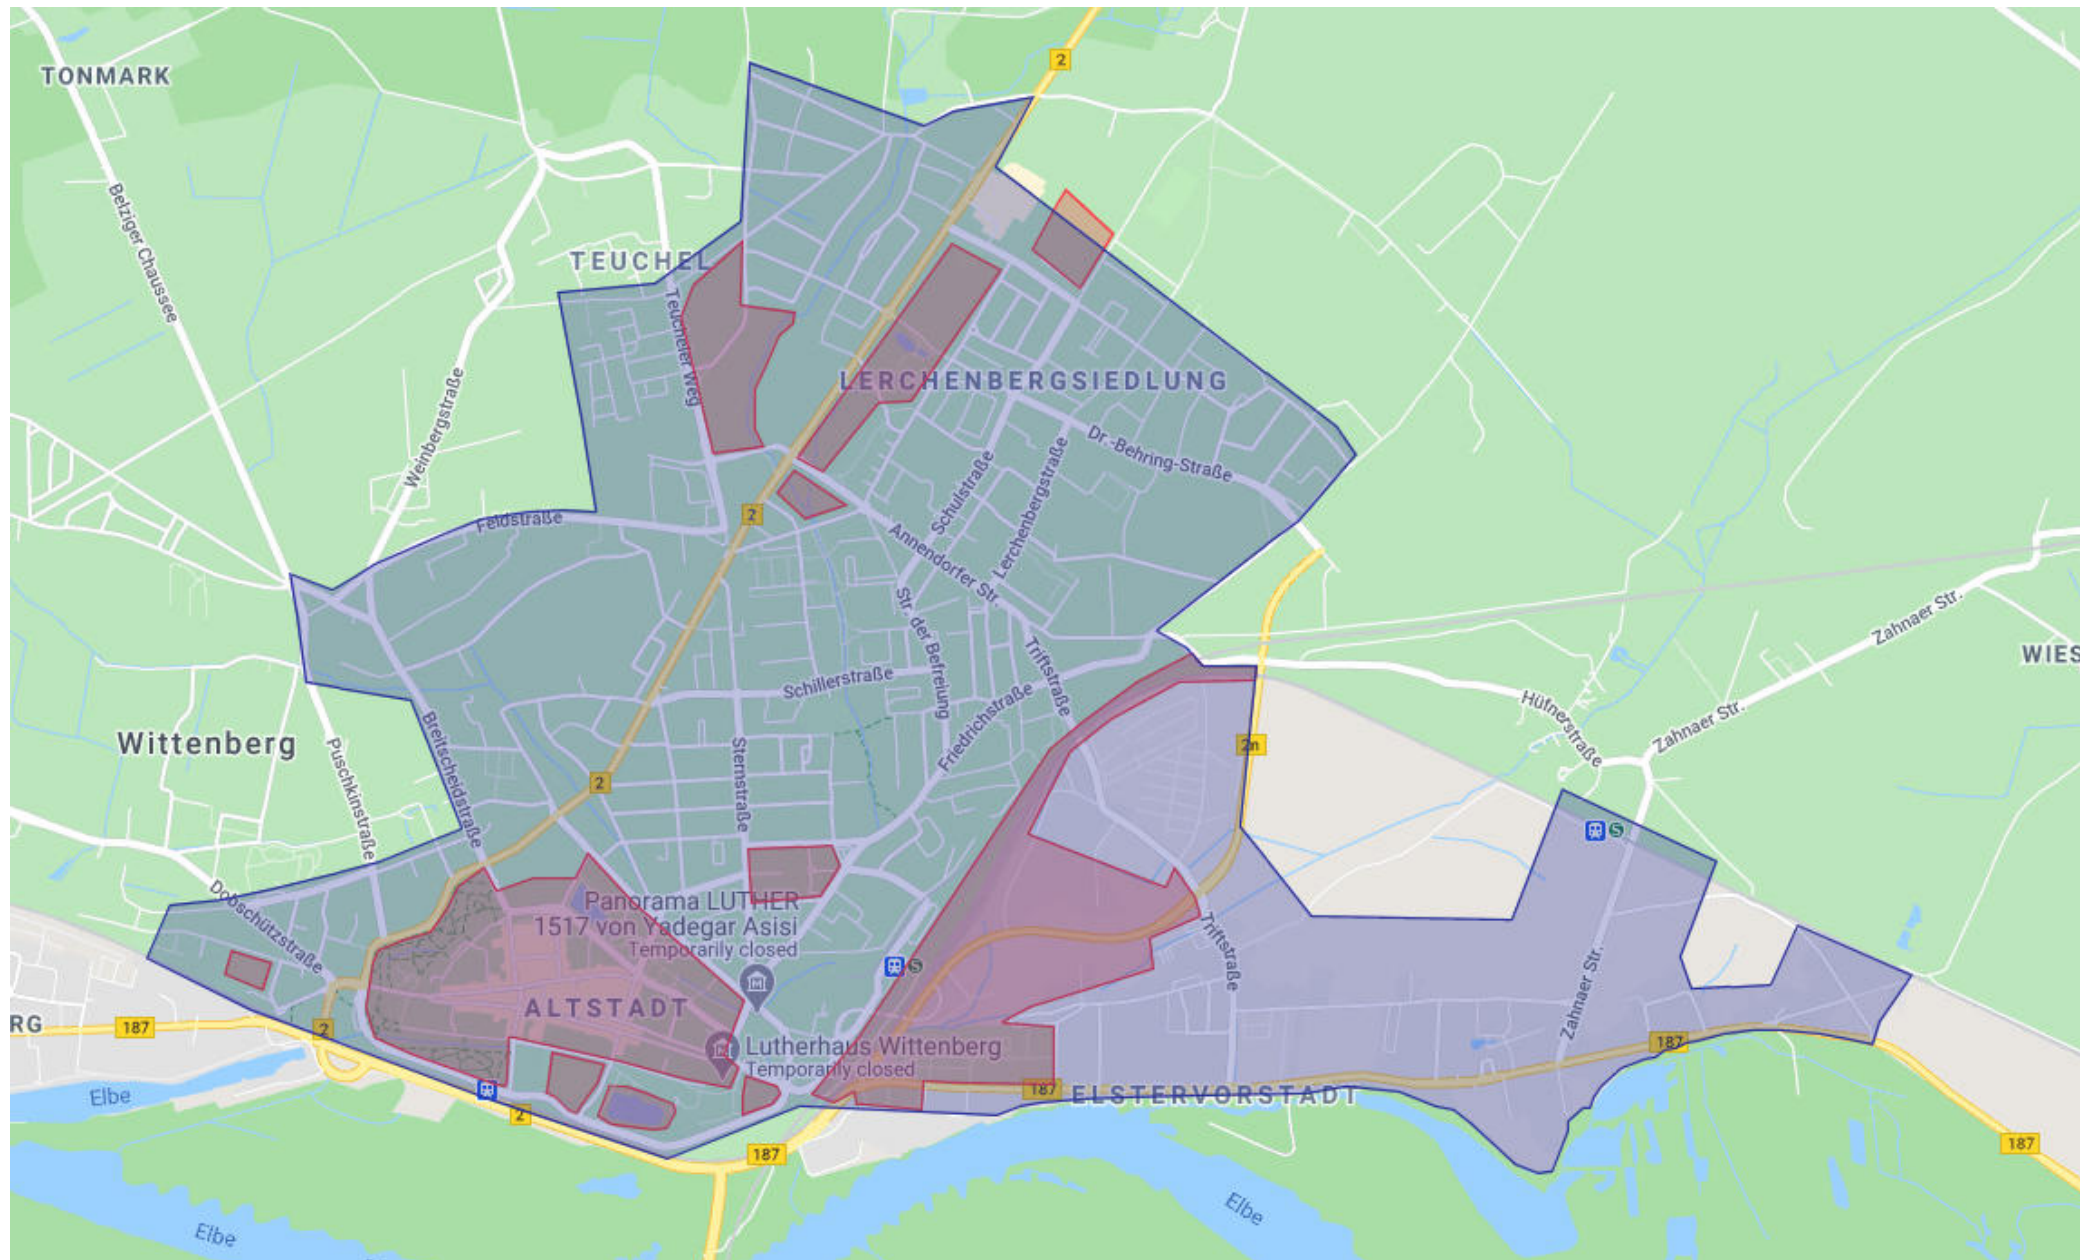 2
TONMARK
Belziger Chaussee
TEUCHEL
Teucheler Weg
LERCHENBERGSIEDLUNG
Weinbergstraße
Dr.-Behring-Straße
Schulstraße
Lerchenbergstraße
Feldstraße
2
Annendorfer Str.
Str. der Befreiung
Zahnaer Str.
WIES
Triftstraße
Schillerstraße
Friedrichstraße
Hüfnerstraße
Zahnaer Str.
Wittenberg
Puschkinstraße
Breitscheidstraße
Sternstraße
2n
2
S
Dobschützstraße
Panorama LUTHER
1517 von Yadegar Asisi
Temporarily closed
Triftstraße
S
Zahnaer Str.
ALTSTADT
RG
187
2
Lutherhaus Wittenberg
Temporarily closed
187
Elbe
2
187
ELSTERVORSTADT
187
187
Elbe
Elbe